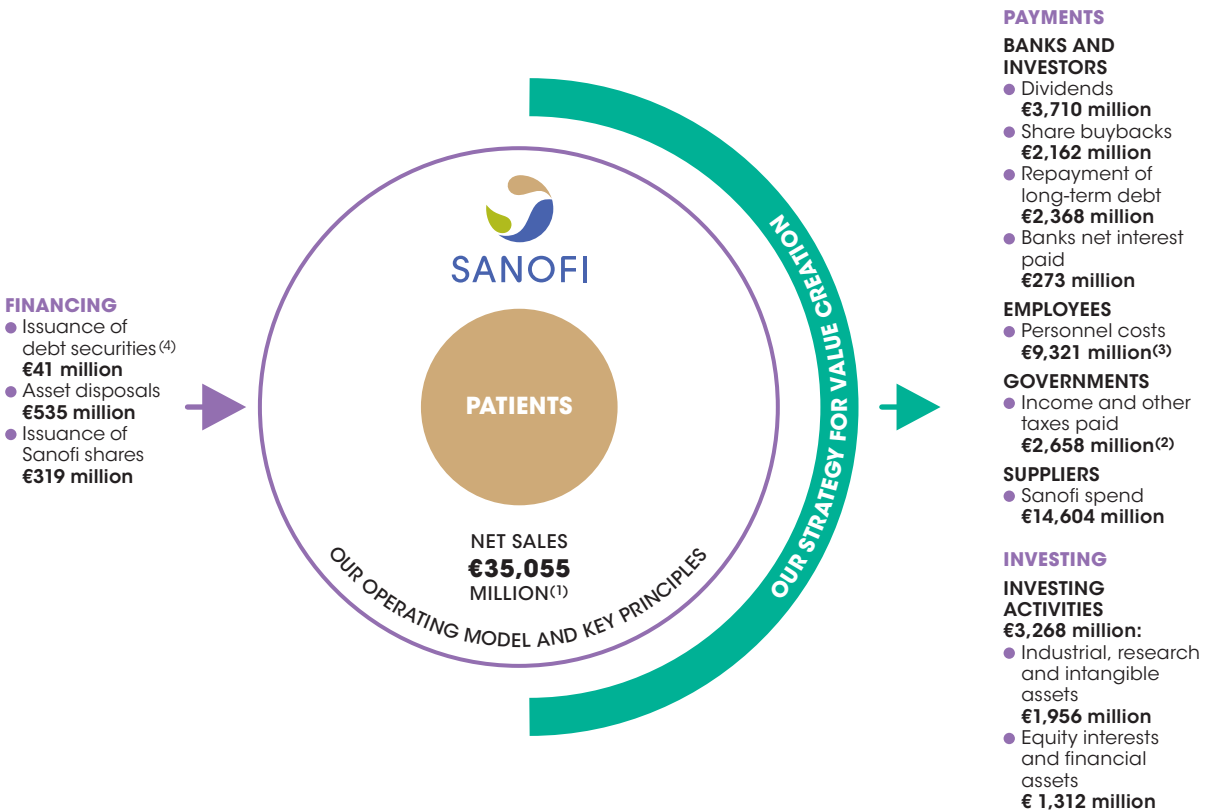 FINANCING
Issuance of
debt securities(4)
€41 million
Asset disposals
€535 million
Issuance of
Sanofi shares
€319 million
SANOFI
PATIENTS
NET SALES
€35,055
MILLION(1)
OUR OPERATING MODEL AND KEY PRINCIPLES
OUR STRATEGY FOR VALUE CREATION
PAYMENTS
BANKS AND
INVESTORS
Dividends
€3,710 million
Share buybacks
€2,162 million
Repayment of
long-term debt
€2,368 million
Banks net interest
paid
€273 million
EMPLOYEES
Personnel costs
€9,321 million(3)
GOVERNMENTS
Income and other
taxes paid
€2,658 million(2)
SUPPLIERS
Sanofi spend
€14,604 million
INVESTING
INVESTING
ACTIVITIES
€3,268 million:
Industrial, research
and intangible
assets
€1,956 million
Equity interests
and financial
assets
€ 1,312 million